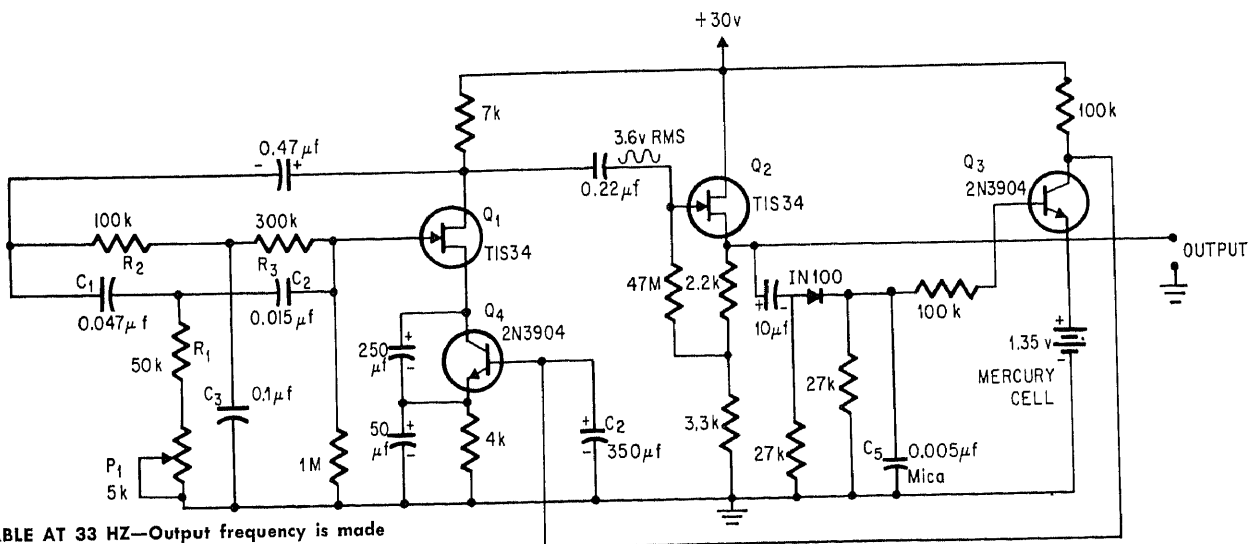 +30v
7k
100k
0.47µf
- +
3.6v RMS
0.22µf
Q2
TIS34
Q3
2N3904
100k
R2
300k
R3
Q1
TIS34
C1
0.047µf
C2
0.015µf
47M
2.2k
+ -
10µf
IN100
100k
OUTPUT
R1
50k
Q4
2N3904
250
µf
+
-
+
1.35 v
-
MERCURY
CELL
C3
0.1µf
50
µf
+
-
4k
+
C2
-
350µf
3.3k
27k
27k
P1
5k
1M
C5
0.005µf
Mica
ABLE AT 33 HZ—Output frequency is made